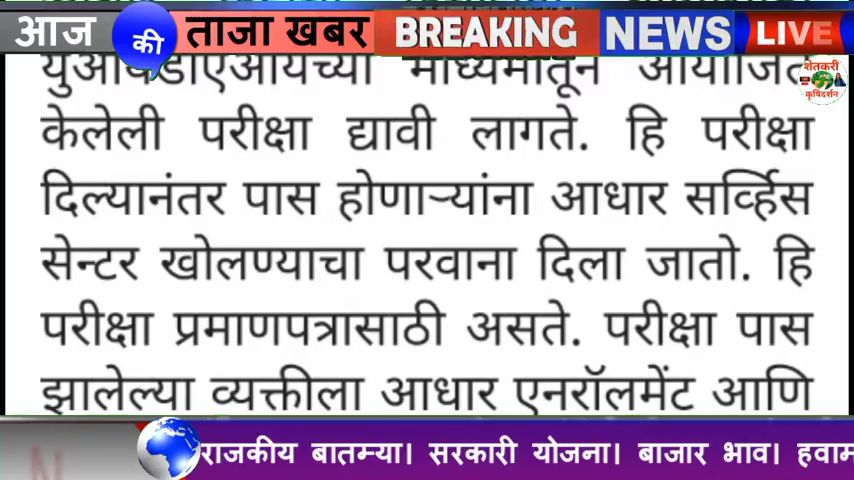 आज की ताजा खबर BREAKING NEWS LIVE
शेतकरी
कृषिदर्शन
युआयडीएआयच्या माध्यमातून आयोजित
केलेली परीक्षा द्यावी लागते. हि परीक्षा
दिल्यानंतर पास होणाऱ्यांना आधार सर्व्हिस
सेन्टर खोलण्याचा परवाना दिला जातो. हि
परीक्षा प्रमाणपत्रासाठी असते. परीक्षा पास
झालेल्या व्यक्तीला आधार एनरॉलमेंट आणि
राजकीय बातम्या। सरकारी योजना। बाजार भाव। हवाम